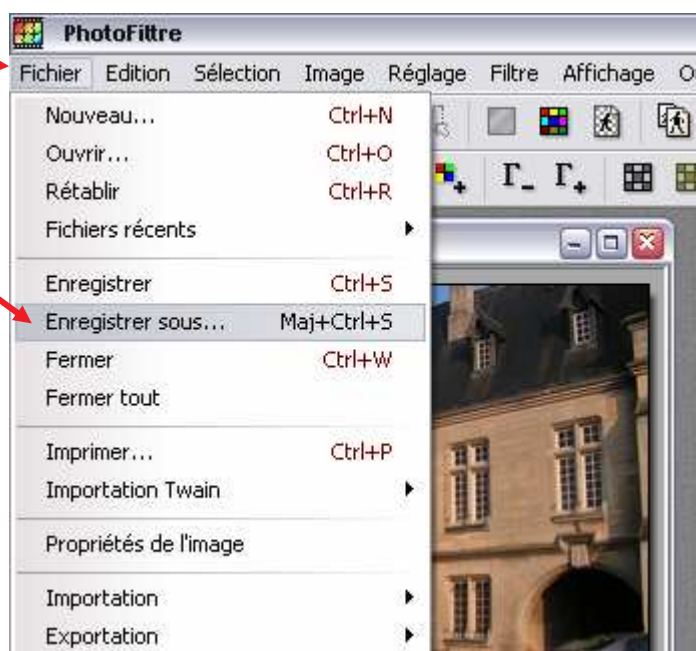 PhotoFiltre
Fichier Edition Sélection Image Réglage Filtre Affichage
Nouveau... Ctrl+N
Ouvrir... Ctrl+O
Rétablir Ctrl+R
Fichiers récents
Enregistrer Ctrl+S
Enregistrer sous... Maj+Ctrl+S
Fermer Ctrl+W
Fermer tout
Imprimer... Ctrl+P
Importation Twain
Propriétés de l'image
Importation
Exportation